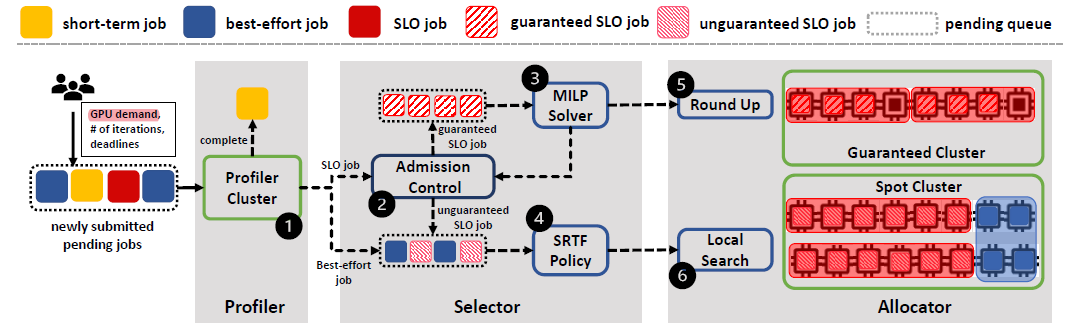 short-term job
best-effort job
SLO job
guaranteed SLO job
unguaranteed SLO job
pending queue
GPU demand,
# of iterations,
deadlines
newly submitted
pending jobs
complete
Profiler
Cluster
1
Profiler
SLO job
Best-effort
job
guaranteed
SLO job
Admission
Control
2
unguaranteed
SLO job
3
MILP
Solver
4
SRTF
Policy
Selector
5
Round Up
Local
Search
6
Guaranteed Cluster
Spot Cluster
Allocator